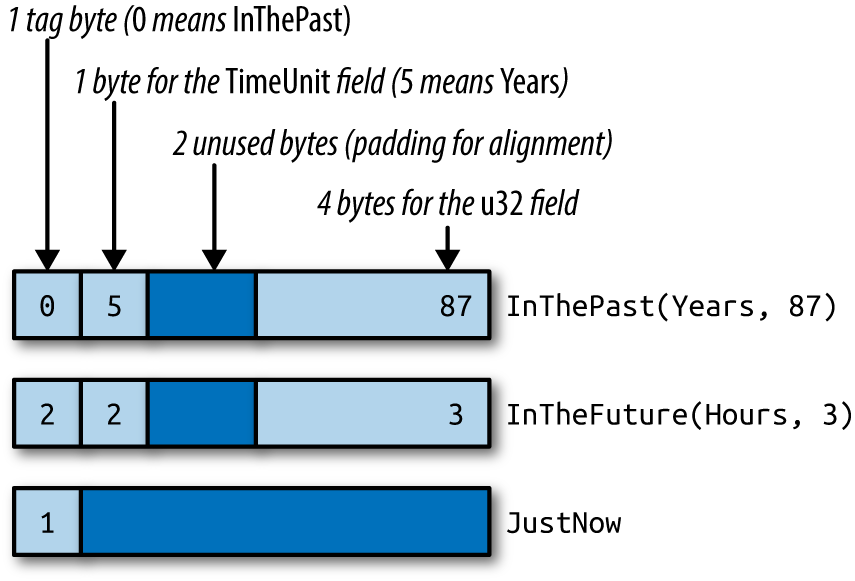 1 tag byte (0 means InThePast)
1 byte for the TimeUnit field (5 means Years)
2 unused bytes (padding for alignment)
4 bytes for the u32 field
0 5 87 InThePast(Years, 87)
2 2 3 InTheFuture(Hours, 3)
1 JustNow